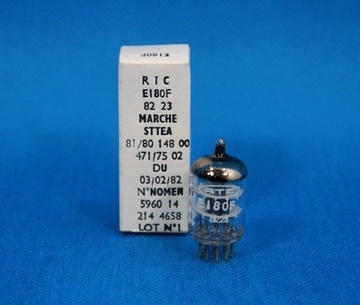 E180F
R T C
E180F
82 23
MARCHE
STTEA
81/80 148 00
471/75 02
DU
03/02/82
N°NOMEN
5960 14
214 4658
LOT N°1
RTC
E180F